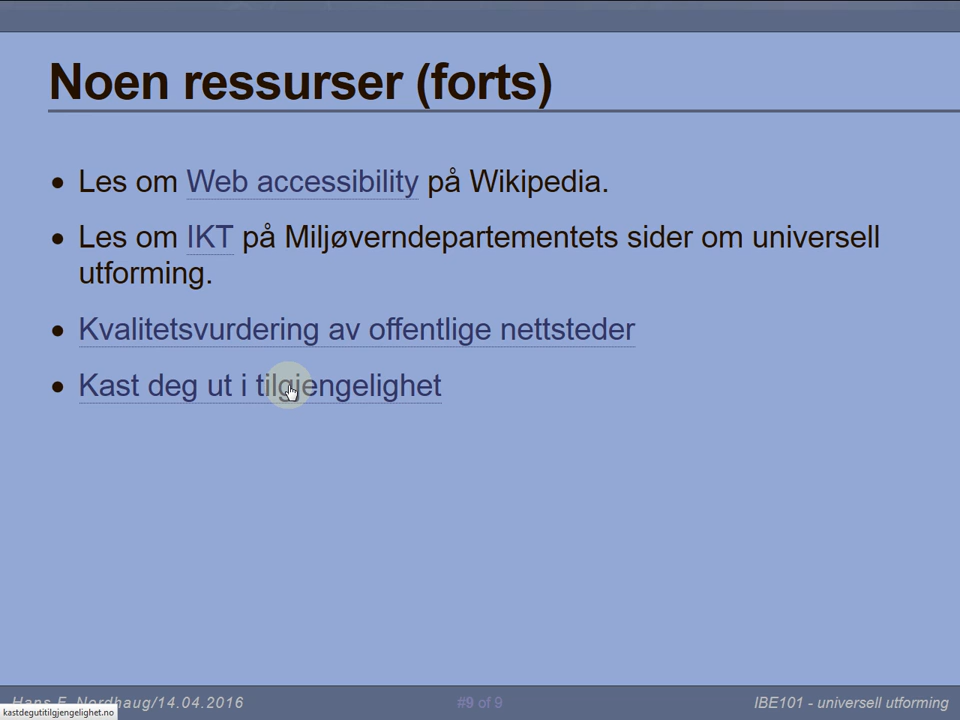 Noen ressurser (forts)
Les om Web accessibility på Wikipedia.
Les om IKT på Miljøverndepartementets sider om universell
utforming.
Kvalitetsvurdering av offentlige nettsteder
Kast deg ut i tilgjengelighet
Hans F. Nordhaug/14.04.2016
#9 of 9
IBE101 - universell utforming
kastdegutitilgjengelighet.no